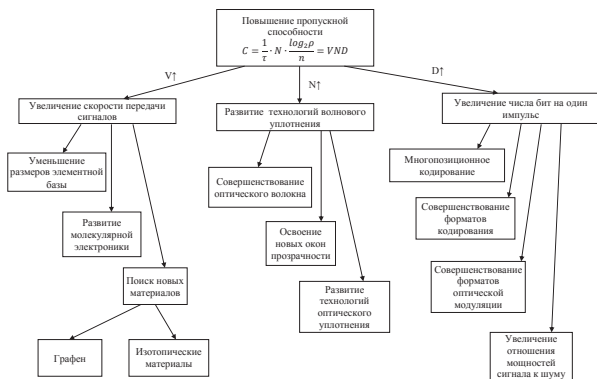 Повышение пропускной
способности
C = 1/τ · N · log₂ρ/n = VND
V↑
N↑
D↑
Увеличение скорости передачи
сигналов
Уменьшение
размеров элементной
базы
Развитие
молекулярной
электроники
Поиск новых
материалов
Графен
Изотопические
материалы
Развитие технологий волнового
уплотнения
Совершенствование
оптического волокна
Освоение
новых окон
прозрачности
Развитие
технологий
оптического
уплотнения
Увеличение числа бит на один
импульс
Многопозиционное
кодирование
Совершенствование
форматов
кодирования
Совершенствование
форматов
оптической
модуляции
Увеличение
отношения
мощностей
сигнала к шуму